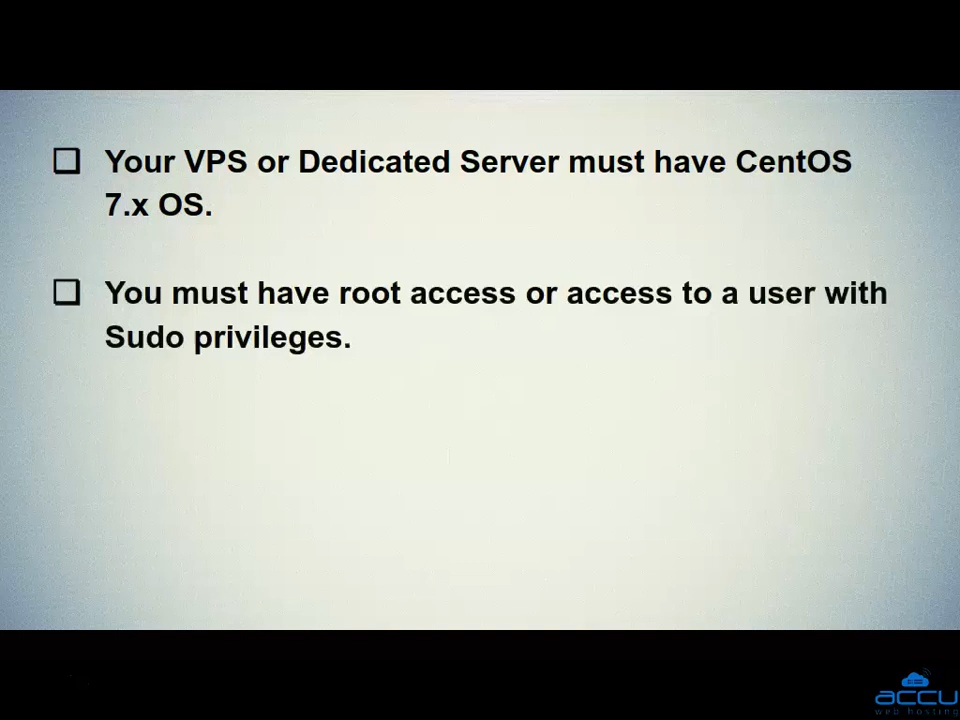 Your VPS or Dedicated Server must have CentOS
7.x OS.
You must have root access or access to a user with
Sudo privileges.
accu
web hosting